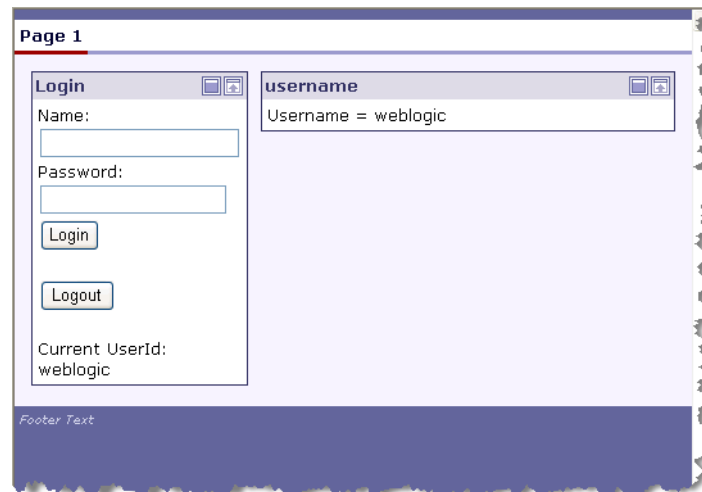 Page 1
Login
Name:
Password:
Login
Logout
Current UserId:
weblogic
username
Username = weblogic
Footer Text